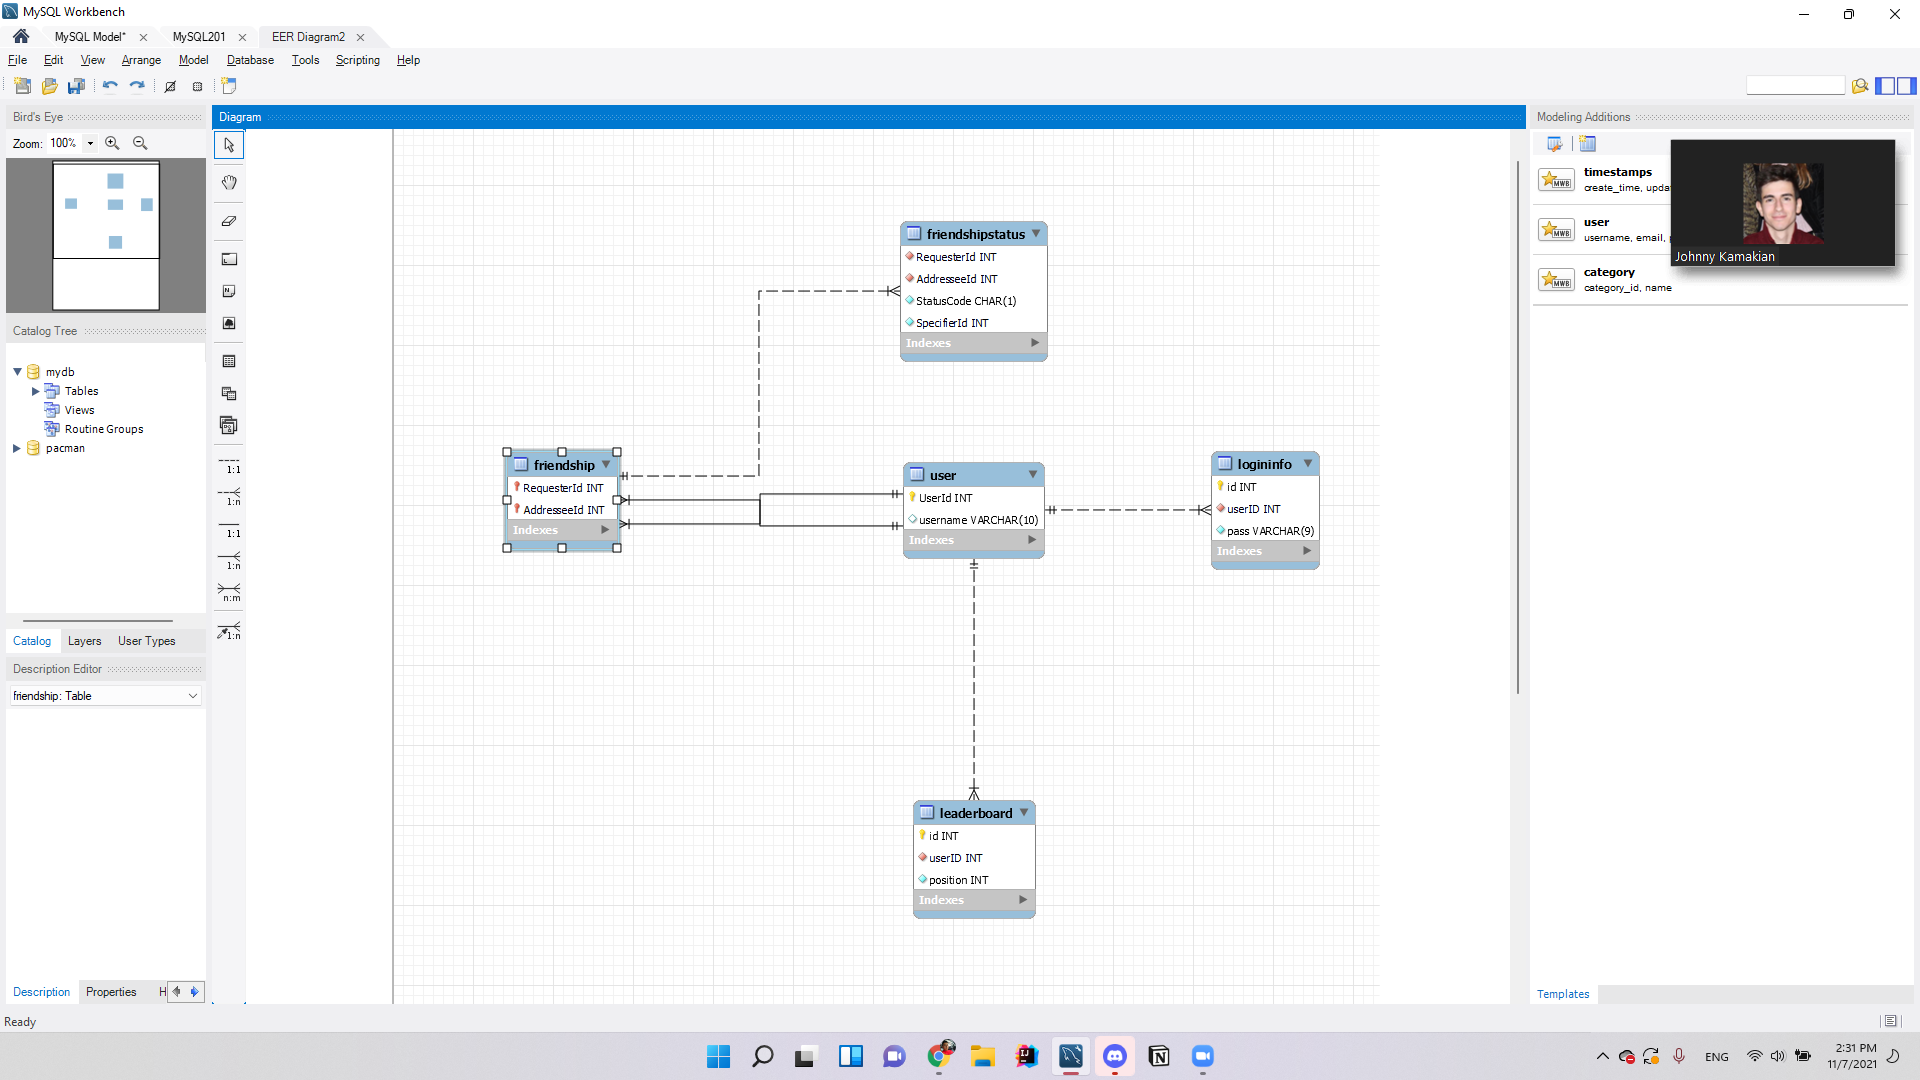 MySQL Workbench
MySQL Model*
MySQL201
EER Diagram2
File Edit View Arrange Model Database Tools Scripting Help
Bird's Eye
Zoom: 100%
Catalog Tree
mydb
Tables
Views
Routine Groups
pacman
Catalog Layers User Types
Description Editor
friendship: Table
Description Properties H
Ready
Diagram
1:1
1:n
1:1
1:n
n:m
1:n
friendshipstatus
RequesterId INT
AddresseeId INT
StatusCode CHAR(1)
SpecifierId INT
Indexes
friendship
RequesterId INT
AddresseeId INT
Indexes
user
UserId INT
username VARCHAR(10)
Indexes
logininfo
id INT
userID INT
pass VARCHAR(9)
Indexes
leaderboard
id INT
userID INT
position INT
Indexes
Modeling Additions
MWB
timestamps
create_time, upda
MWB
user
username, email,
MWB
category
category_id, name
Johnny Kamakian
Templates
ENG
2:31 PM
11/7/2021